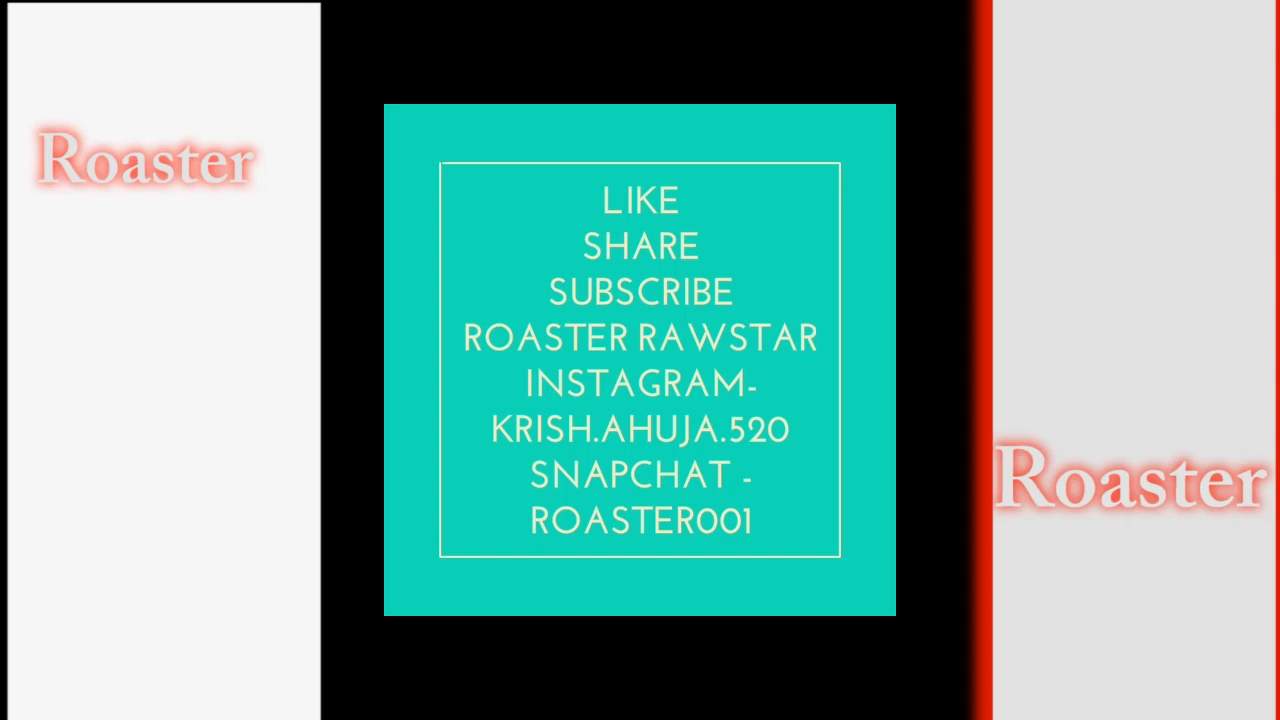 Roaster
LIKE
SHARE
SUBSCRIBE
ROASTER RAWSTAR
INSTAGRAM-
KRISH.AHUJA.520
SNAPCHAT -
ROASTER001
Roaster